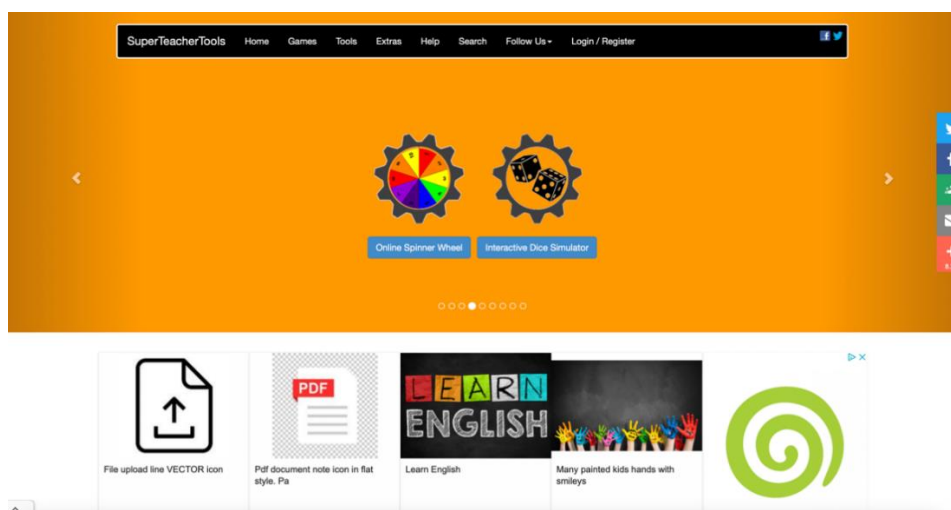 SuperTeacherTools Home Games Tools Extras Help Search Follow Us Login / Register
Online Spinner Wheel Interactive Dice Simulator
PDF
LEARN
ENGLISH
File upload line VECTOR icon
Pdf document note icon in flat
style. Pa
Learn English
Many painted kids hands with
smileys